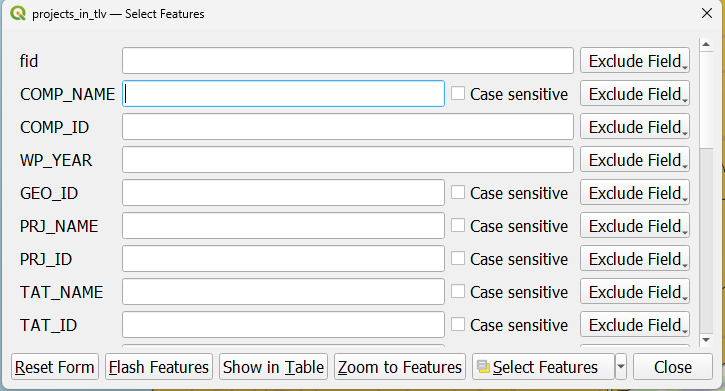 projects_in_tlv — Select Features
fid Exclude Field
COMP_NAME Case sensitive Exclude Field
COMP_ID Exclude Field
WP_YEAR Exclude Field
GEO_ID Case sensitive Exclude Field
PRJ_NAME Case sensitive Exclude Field
PRJ_ID Case sensitive Exclude Field
TAT_NAME Case sensitive Exclude Field
TAT_ID Case sensitive Exclude Field
Reset Form Flash Features Show in Table Zoom to Features Select Features Close